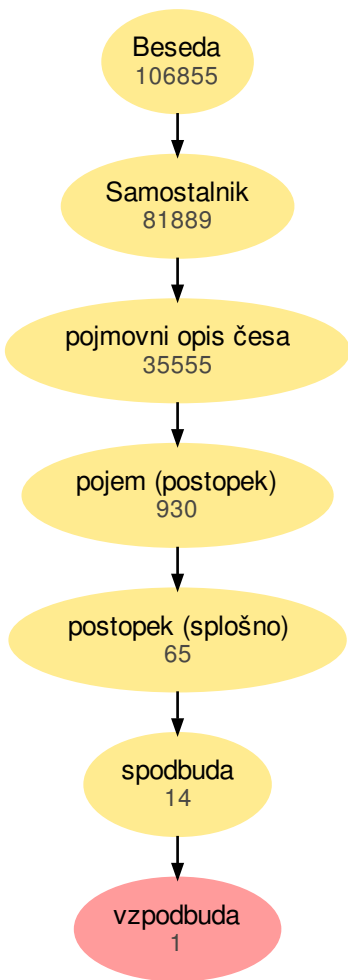 Beseda
106855
Samostalnik
81889
pojmovni opis česa
35555
pojem (postopek)
930
postopek (splošno)
65
spodbuda
14
vzpodbuda
1